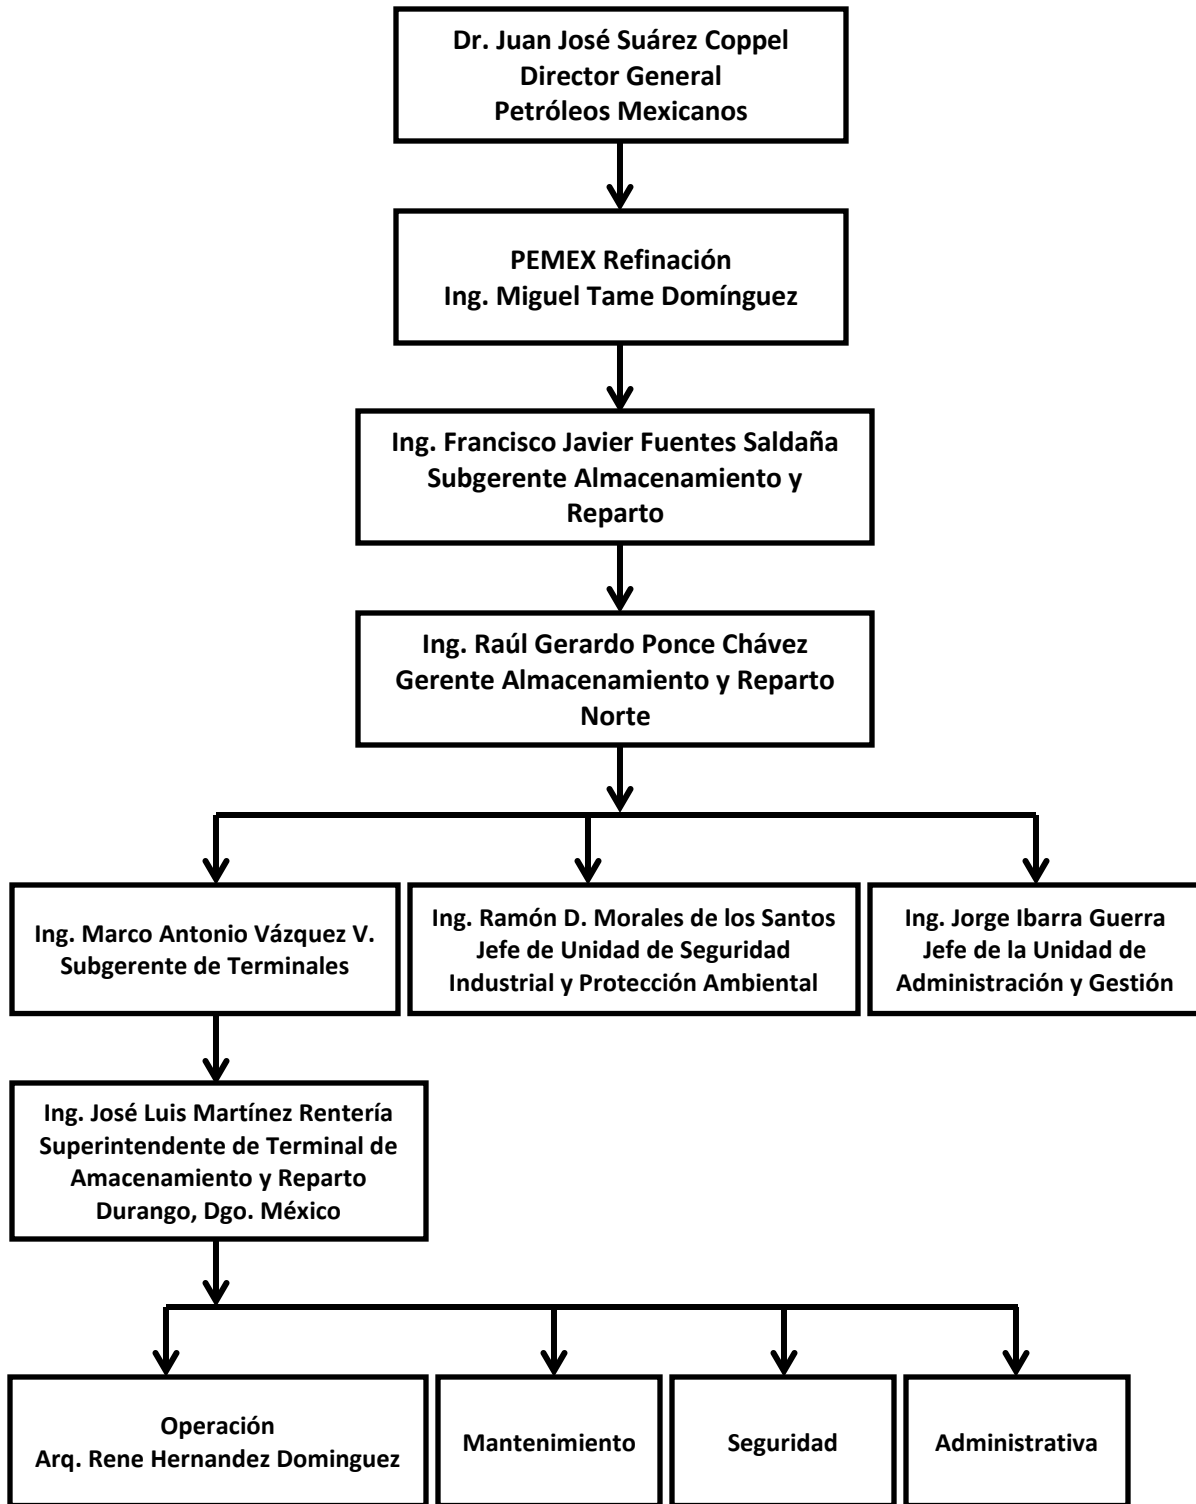 Dr. Juan José Suárez Coppel
Director General
Petróleos Mexicanos
PEMEX Refinación
Ing. Miguel Tame Domínguez
Ing. Francisco Javier Fuentes Saldaña
Subgerente Almacenamiento y
Reparto
Ing. Raúl Gerardo Ponce Chávez
Gerente Almacenamiento y Reparto
Norte
Ing. Marco Antonio Vázquez V.
Subgerente de Terminales
Ing. Ramón D. Morales de los Santos
Jefe de Unidad de Seguridad
Industrial y Protección Ambiental
Ing. Jorge Ibarra Guerra
Jefe de la Unidad de
Administración y Gestión
Ing. José Luis Martínez Rentería
Superintendente de Terminal de
Amacenamiento y Reparto
Durango, Dgo. México
Operación
Arq. Rene Hernandez Dominguez
Mantenimiento
Seguridad
Administrativa